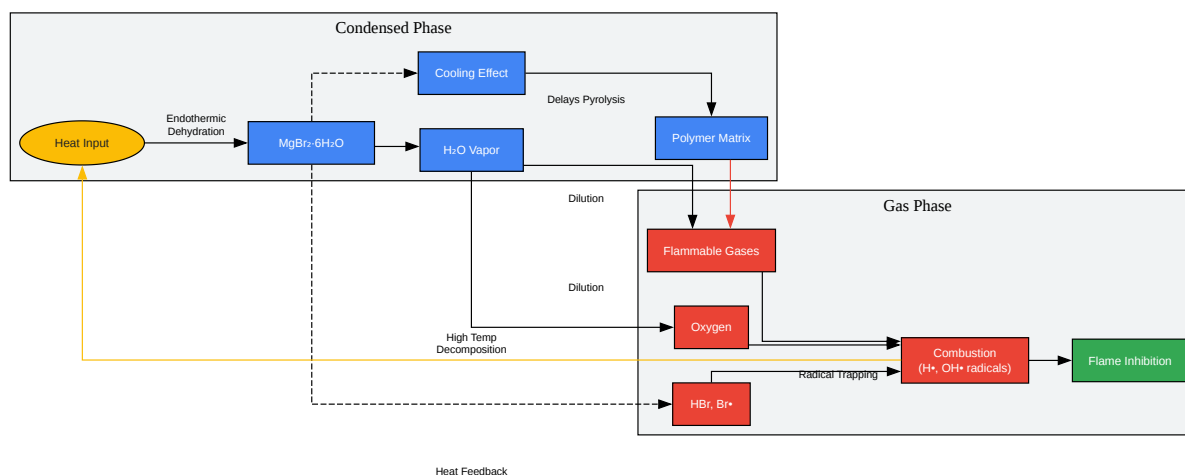 Condensed Phase
Cooling Effect
Delays Pyrolysis
Endothermic
Dehydration
Heat Input
MgBr₂·6H₂O
H₂O Vapor
Polymer Matrix
Dilution
Gas Phase
Flammable Gases
Dilution
Oxygen
High Temp
Decomposition
Combustion
(H•, OH• radicals)
Flame Inhibition
Radical Trapping
HBr, Br•
Heat Feedback